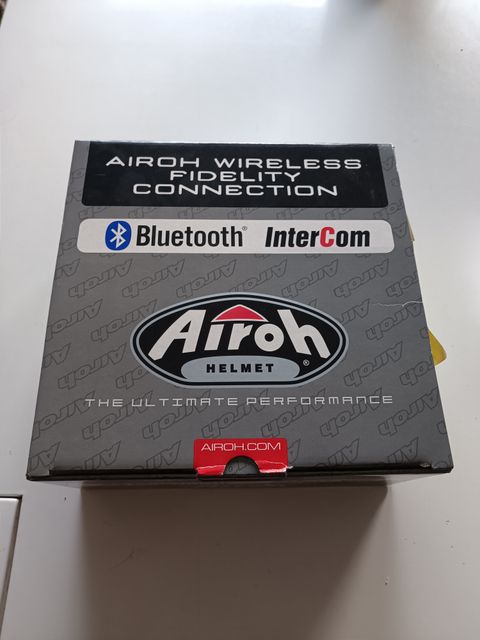 AIROH WIRELESS
FIDELITY
CONNECTION
Bluetooth® InterCom
Airoh
HELMET ®
THE ULTIMATE PERFORMANCE
AIROH.COM